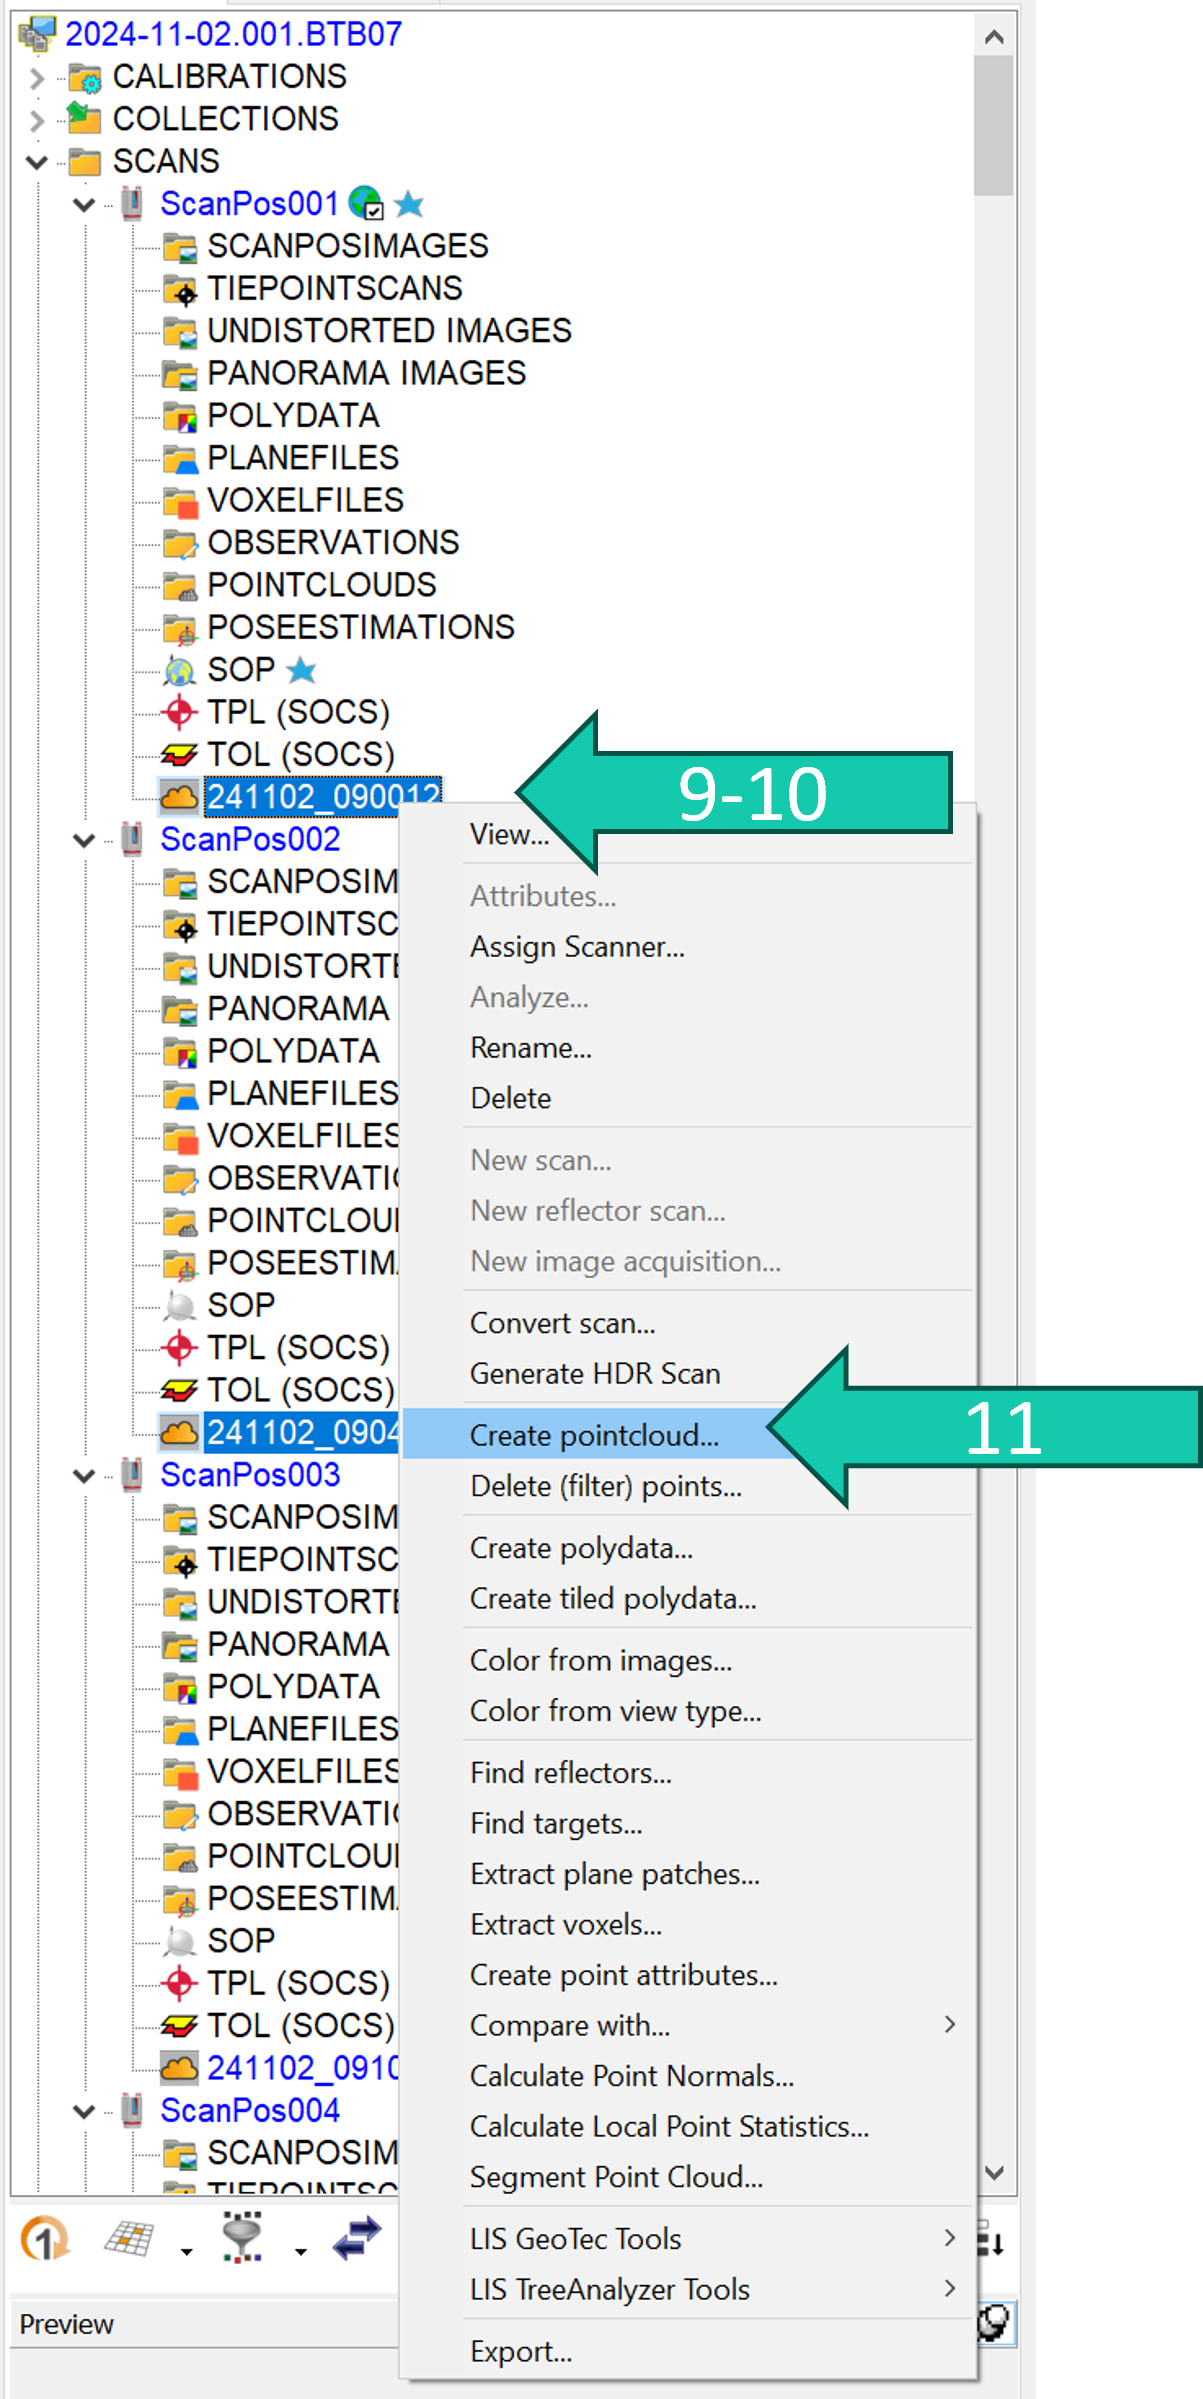 2024-11-02.001.BTB07
CALIBRATIONS
COLLECTIONS
SCANS
ScanPos001
SCANPOSIMAGES
TIEPOINTSCANS
UNDISTORTED IMAGES
PANORAMA IMAGES
POLYDATA
PLANEFILES
VOXELFILES
OBSERVATIONS
POINTCLOUDS
POSEESTIMATIONS
SOP
TPL (SOCS)
TOL (SOCS)
241102_090012
9-10
ScanPos002
SCANPOSIM
TIEPOINTSC
UNDISTORTE
PANORAMA
POLYDATA
PLANEFILES
VOXELFILES
OBSERVATIO
POINTCLOU
POSEESTIM
SOP
TPL (SOCS)
TOL (SOCS)
241102_0904
ScanPos003
SCANPOSIM
TIEPOINTSC
UNDISTORTE
PANORAMA
POLYDATA
PLANEFILES
VOXELFILES
OBSERVATIO
POINTCLOU
POSEESTIM
SOP
TPL (SOCS)
TOL (SOCS)
241102_0910
ScanPos004
SCANPOSIM
TIEPOINTSC
View...
Attributes...
Assign Scanner...
Analyze...
Rename...
Delete
New scan...
New reflector scan...
New image acquisition...
Convert scan...
Generate HDR Scan
Create pointcloud...
11
Delete (filter) points...
Create polydata...
Create tiled polydata...
Color from images...
Color from view type...
Find reflectors...
Find targets...
Extract plane patches...
Extract voxels...
Create point attributes...
Compare with...
Calculate Point Normals...
Calculate Local Point Statistics...
Segment Point Cloud...
LIS GeoTec Tools
LIS TreeAnalyzer Tools
Export...
1
Preview